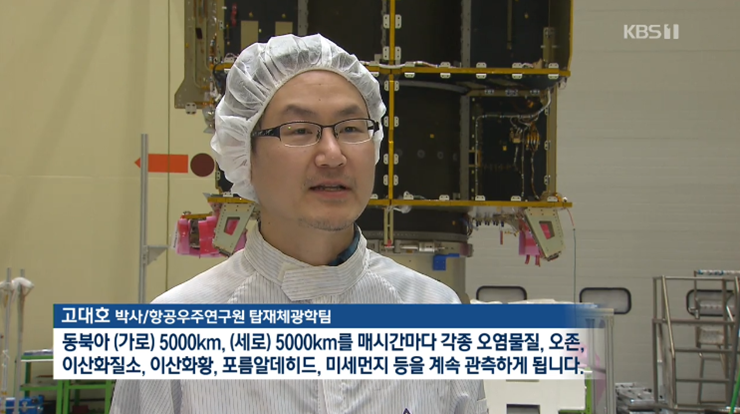 KBS 1
고대호 박사/항공우주연구원 탑재체광학팀
동북아 (가로) 5000km, (세로) 5000km를 매시간마다 각종 오염물질, 오존,
이산화질소, 이산화황, 포름알데히드, 미세먼지 등을 계속 관측하게 됩니다.